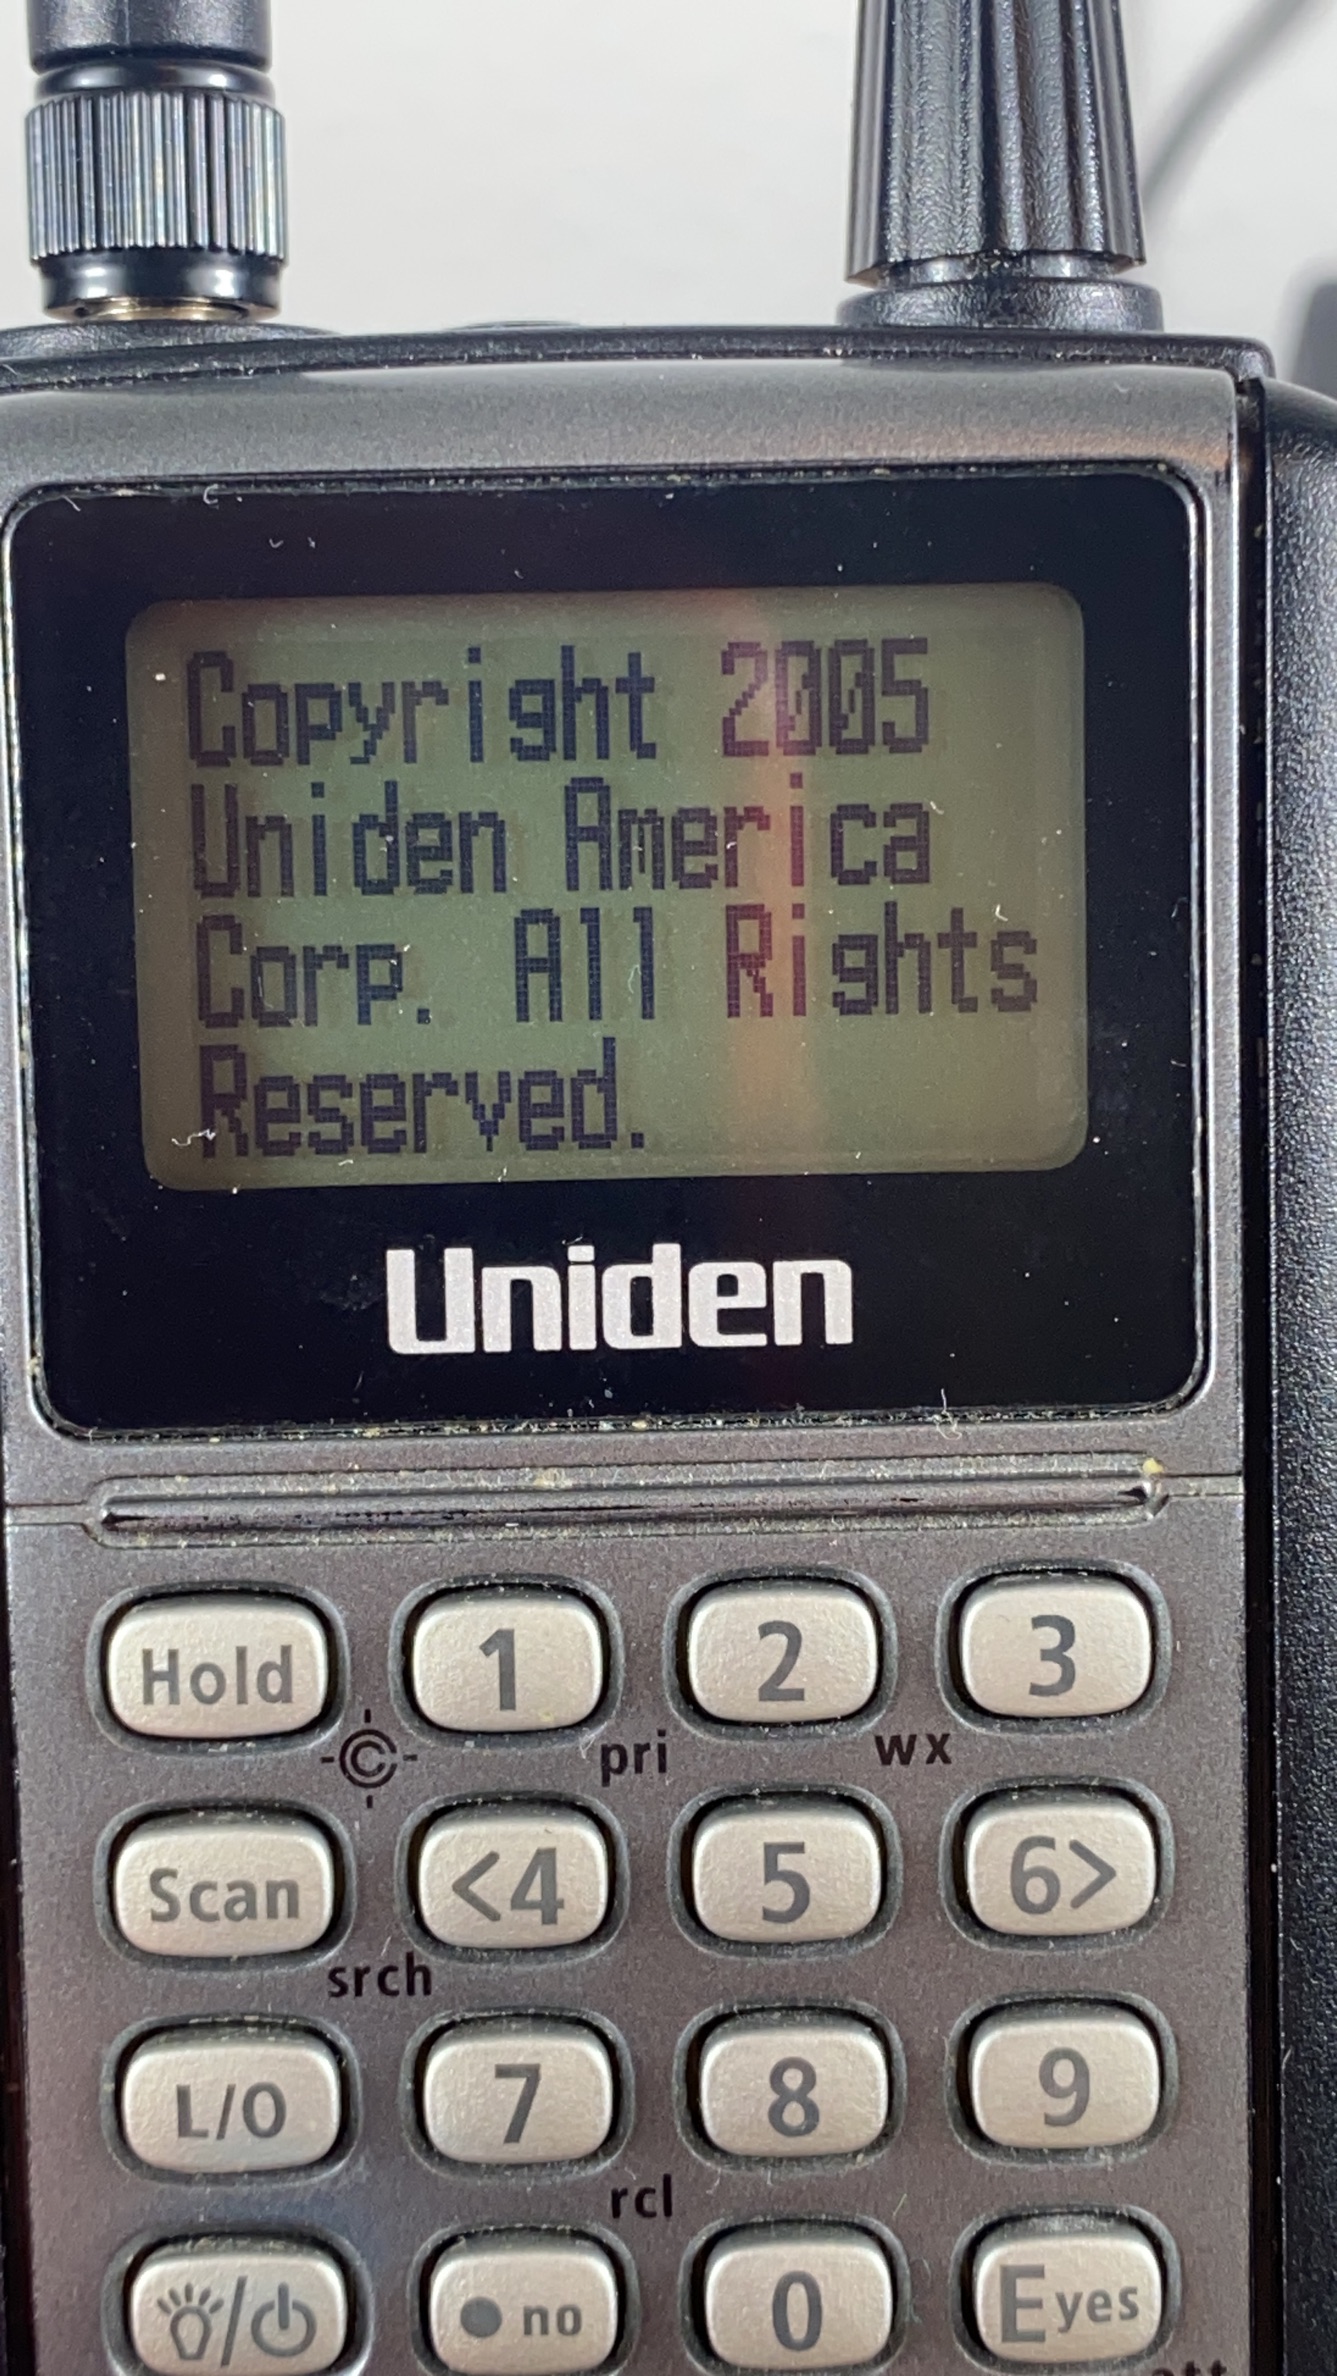 Copyright 2005
Uniden America
Corp. All Rights
Reserved.
Uniden
Hold 1 2 3
pri wx
Scan <4 5 6>
srch
L/O 7 8 9
rcl
no 0 E yes